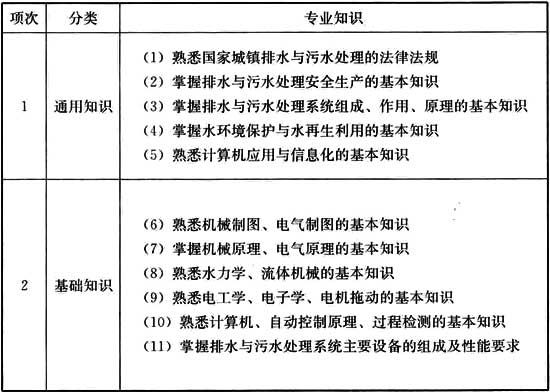 项次 分类 专业知识
(1) 熟悉国家城镇排水与污水处理的法律法规
(2) 掌握排水与污水处理安全生产的基本知识
1 通用知识 (3) 掌握排水与污水处理系统组成、作用、原理的基本知识
(4) 掌握水环境保护与水再生利用的基本知识
(5) 熟悉计算机应用与信息化的基本知识
(6) 熟悉机械制图、电气制图的基本知识
(7) 掌握机械原理、电气原理的基本知识
(8) 熟悉水力学、流体机械的基本知识
2 基础知识 (9) 熟悉电工学、电子学、电机拖动的基本知识
(10) 熟悉计算机、自动控制原理、过程检测的基本知识
(11) 掌握排水与污水处理系统主要设备的组成及性能要求